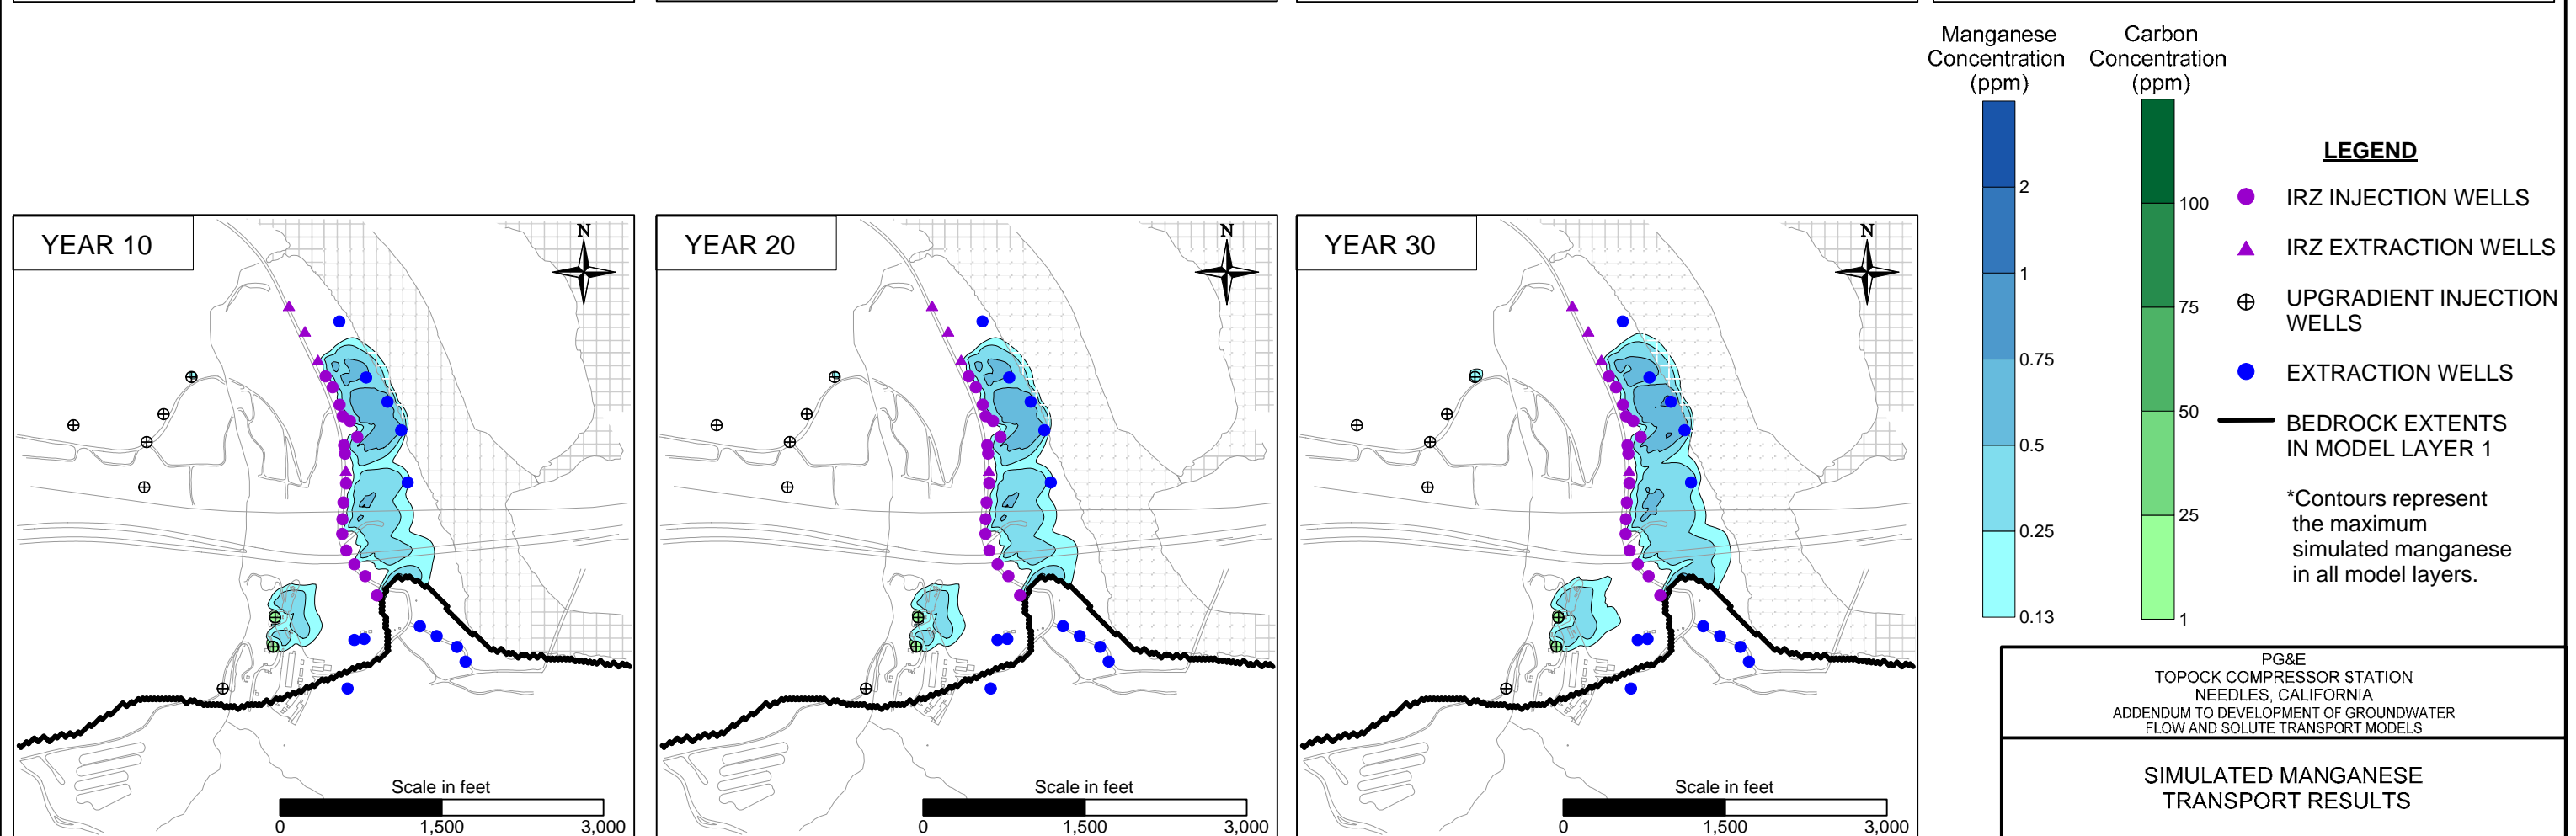 Manganese
Concentration
(ppm)
2
1
0.75
0.5
0.25
0.13
Carbon
Concentration
(ppm)
100
75
50
25
1
LEGEND
IRZ INJECTION WELLS
IRZ EXTRACTION WELLS
UPGRADIENT INJECTION
WELLS
EXTRACTION WELLS
BEDROCK EXTENTS
IN MODEL LAYER 1
*Contours represent
the maximum
simulated manganese
in all model layers.
YEAR 10
N
Scale in feet
0 1,500 3,000
YEAR 20
N
Scale in feet
0 1,500 3,000
YEAR 30
N
Scale in feet
0 1,500 3,000
PG&E
TOPOCK COMPRESSOR STATION
NEEDLES, CALIFORNIA
ADDENDUM TO DEVELOPMENT OF GROUNDWATER
FLOW AND SOLUTE TRANSPORT MODELS
SIMULATED MANGANESE
TRANSPORT RESULTS